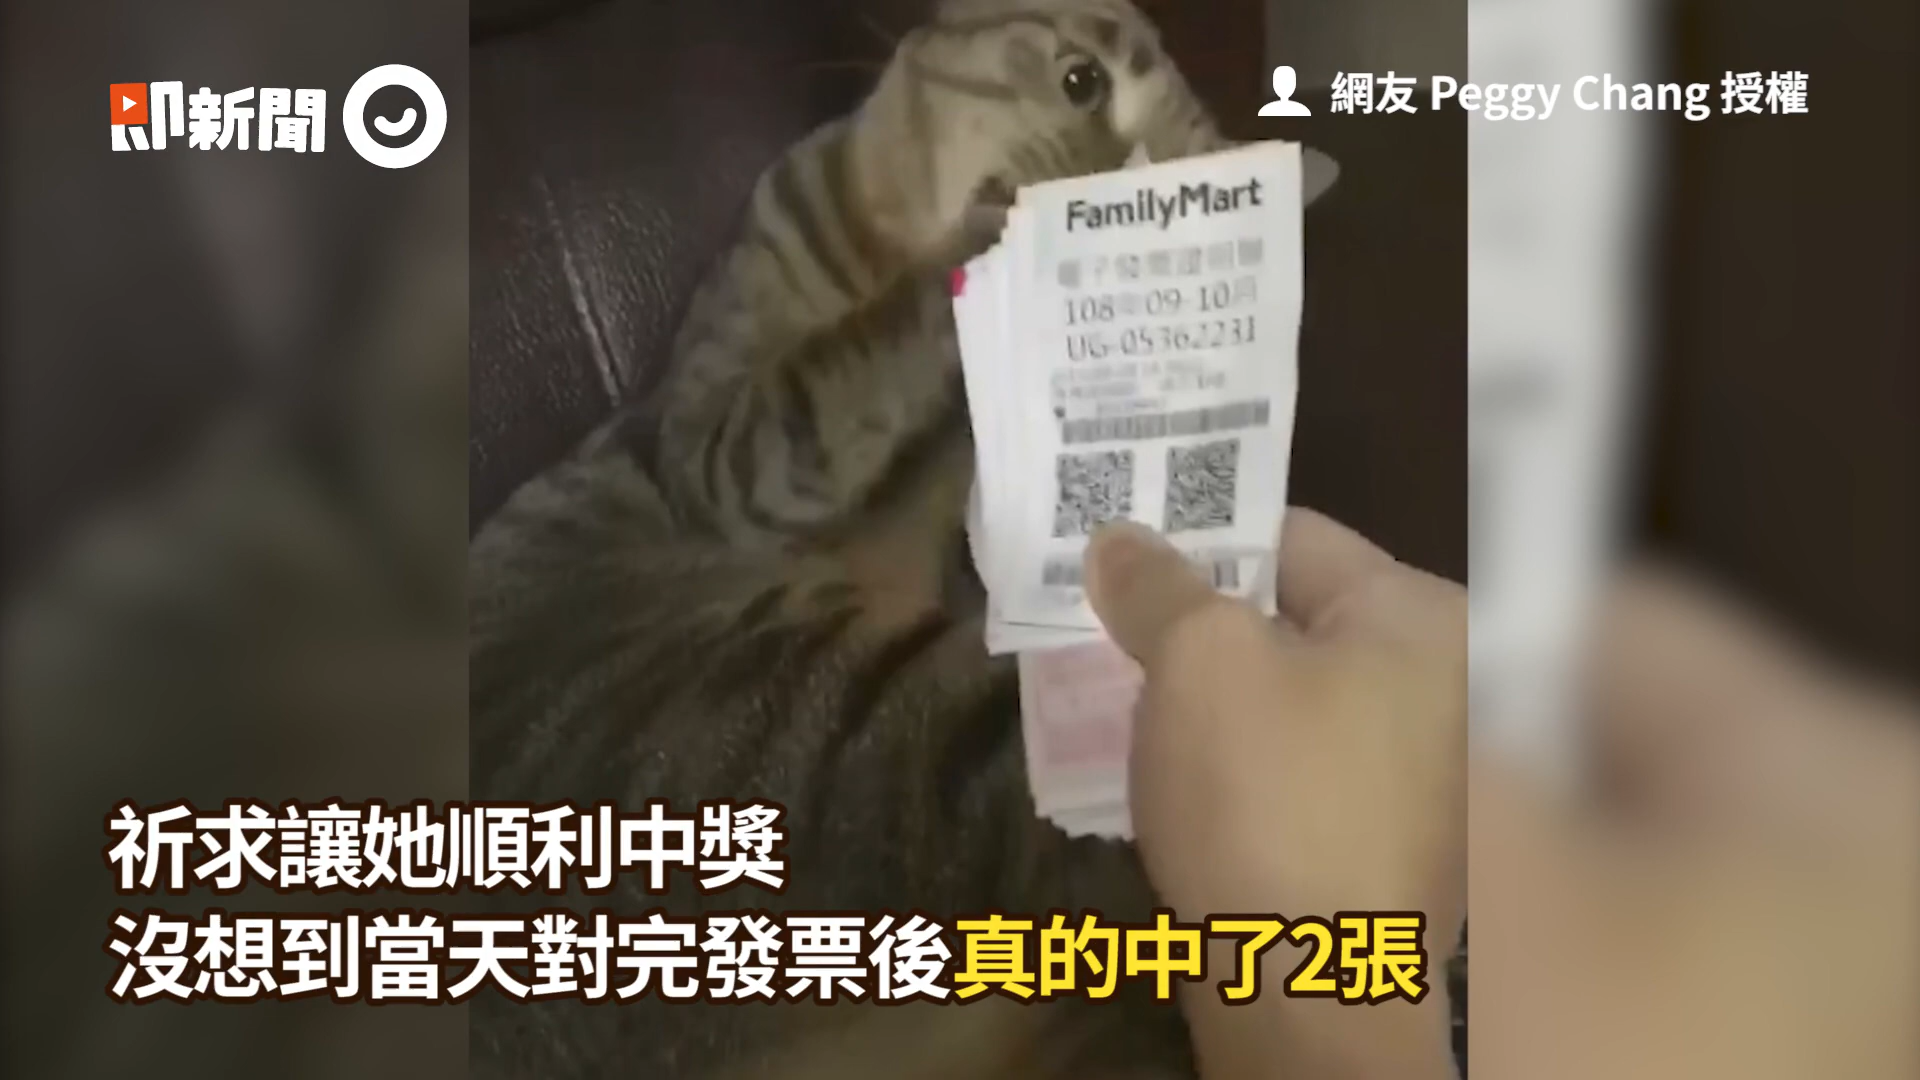 即新聞
網友 Peggy Chang 授權
FamilyMart
電子發票證明聯
108年09-10月
UG-05362231
祈求讓她順利中獎
沒想到當天對完發票後真的中了2張